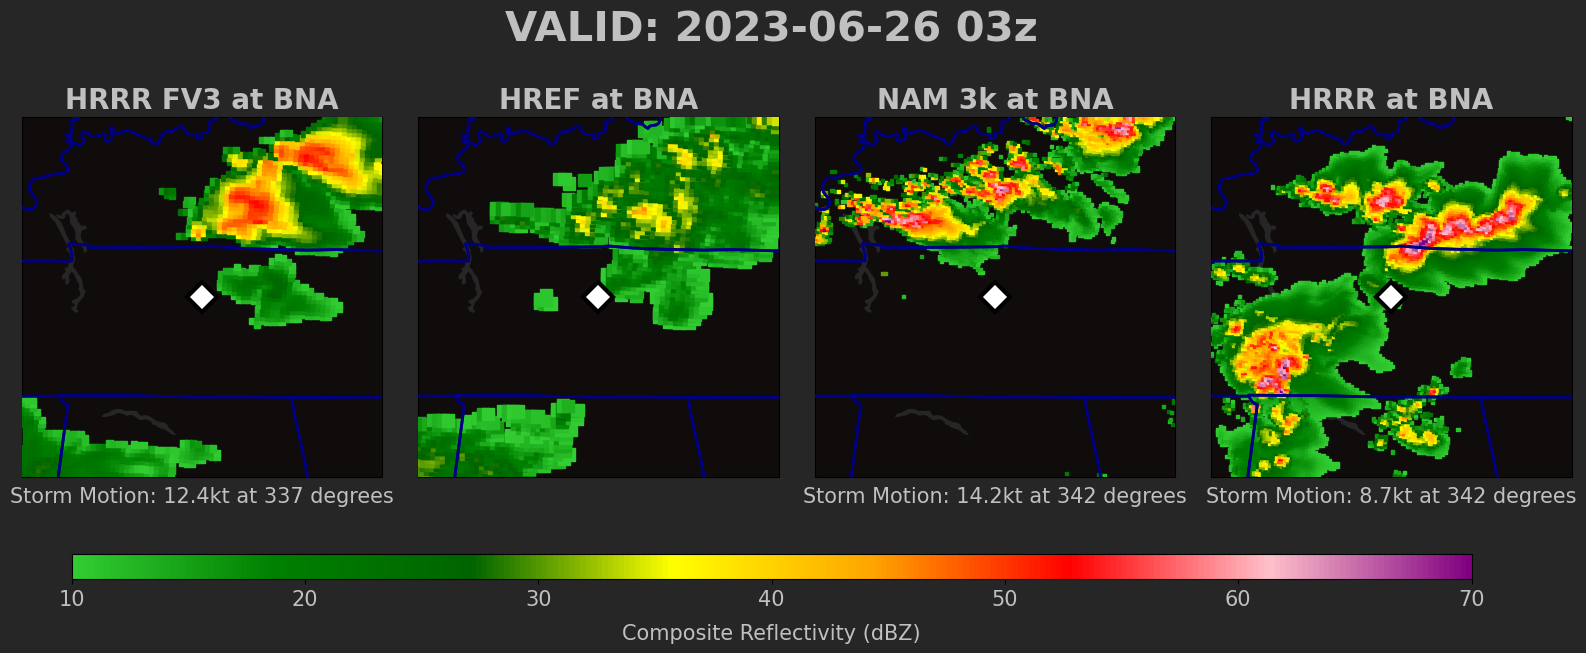 VALID: 2023-06-26 03z
HRRR FV3 at BNA
HREF at BNA
NAM 3k at BNA
HRRR at BNA
Storm Motion: 12.4kt at 337 degrees
Storm Motion: 14.2kt at 342 degrees
Storm Motion: 8.7kt at 342 degrees
10 20 30 40 50 60 70
Composite Reflectivity (dBZ)